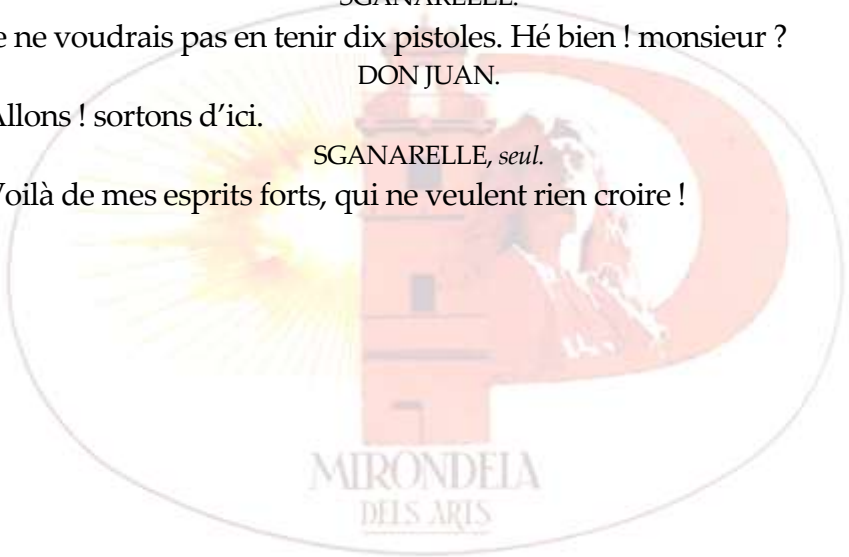 SGANARELLE.
e ne voudrais pas en tenir dix pistoles. Hé bien ! monsieur ?
DON JUAN.
Allons ! sortons d’ici.
SGANARELLE, seul.
Voilà de mes esprits forts, qui ne veulent rien croire !
MIRONDELA
DELS ARTS